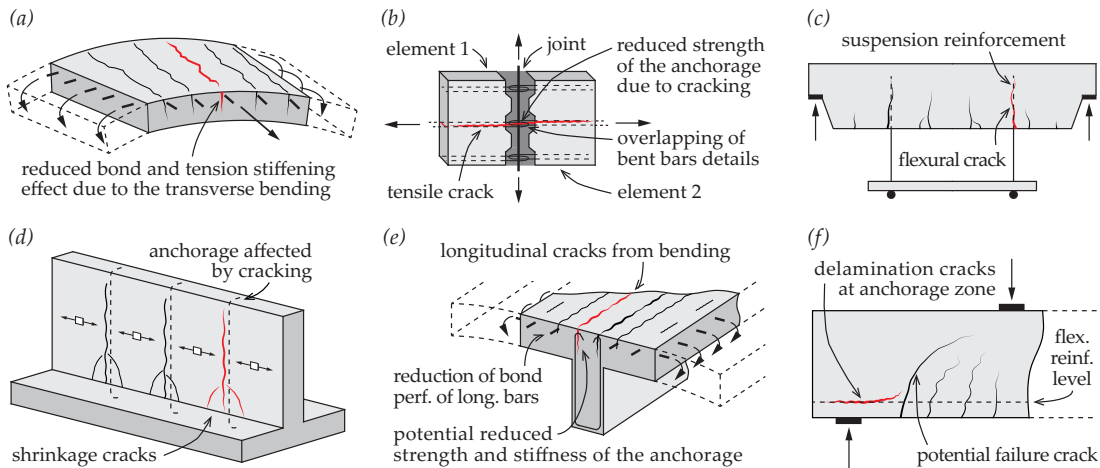 (a)
reduced bond and tension stiffening
effect due to the transverse bending
(b)
element 1
joint
reduced strength
of the anchorage
due to cracking
overlapping of
bent bars details
tensile crack
element 2
(c)
suspension reinforcement
flexural crack
(d)
anchorage affected
by cracking
shrinkage cracks
(e)
longitudinal cracks from bending
reduction of bond
perf. of long. bars
potential reduced
strength and stiffness of the anchorage
(f)
delamination cracks
at anchorage zone
flex.
reinf.
level
potential failure crack